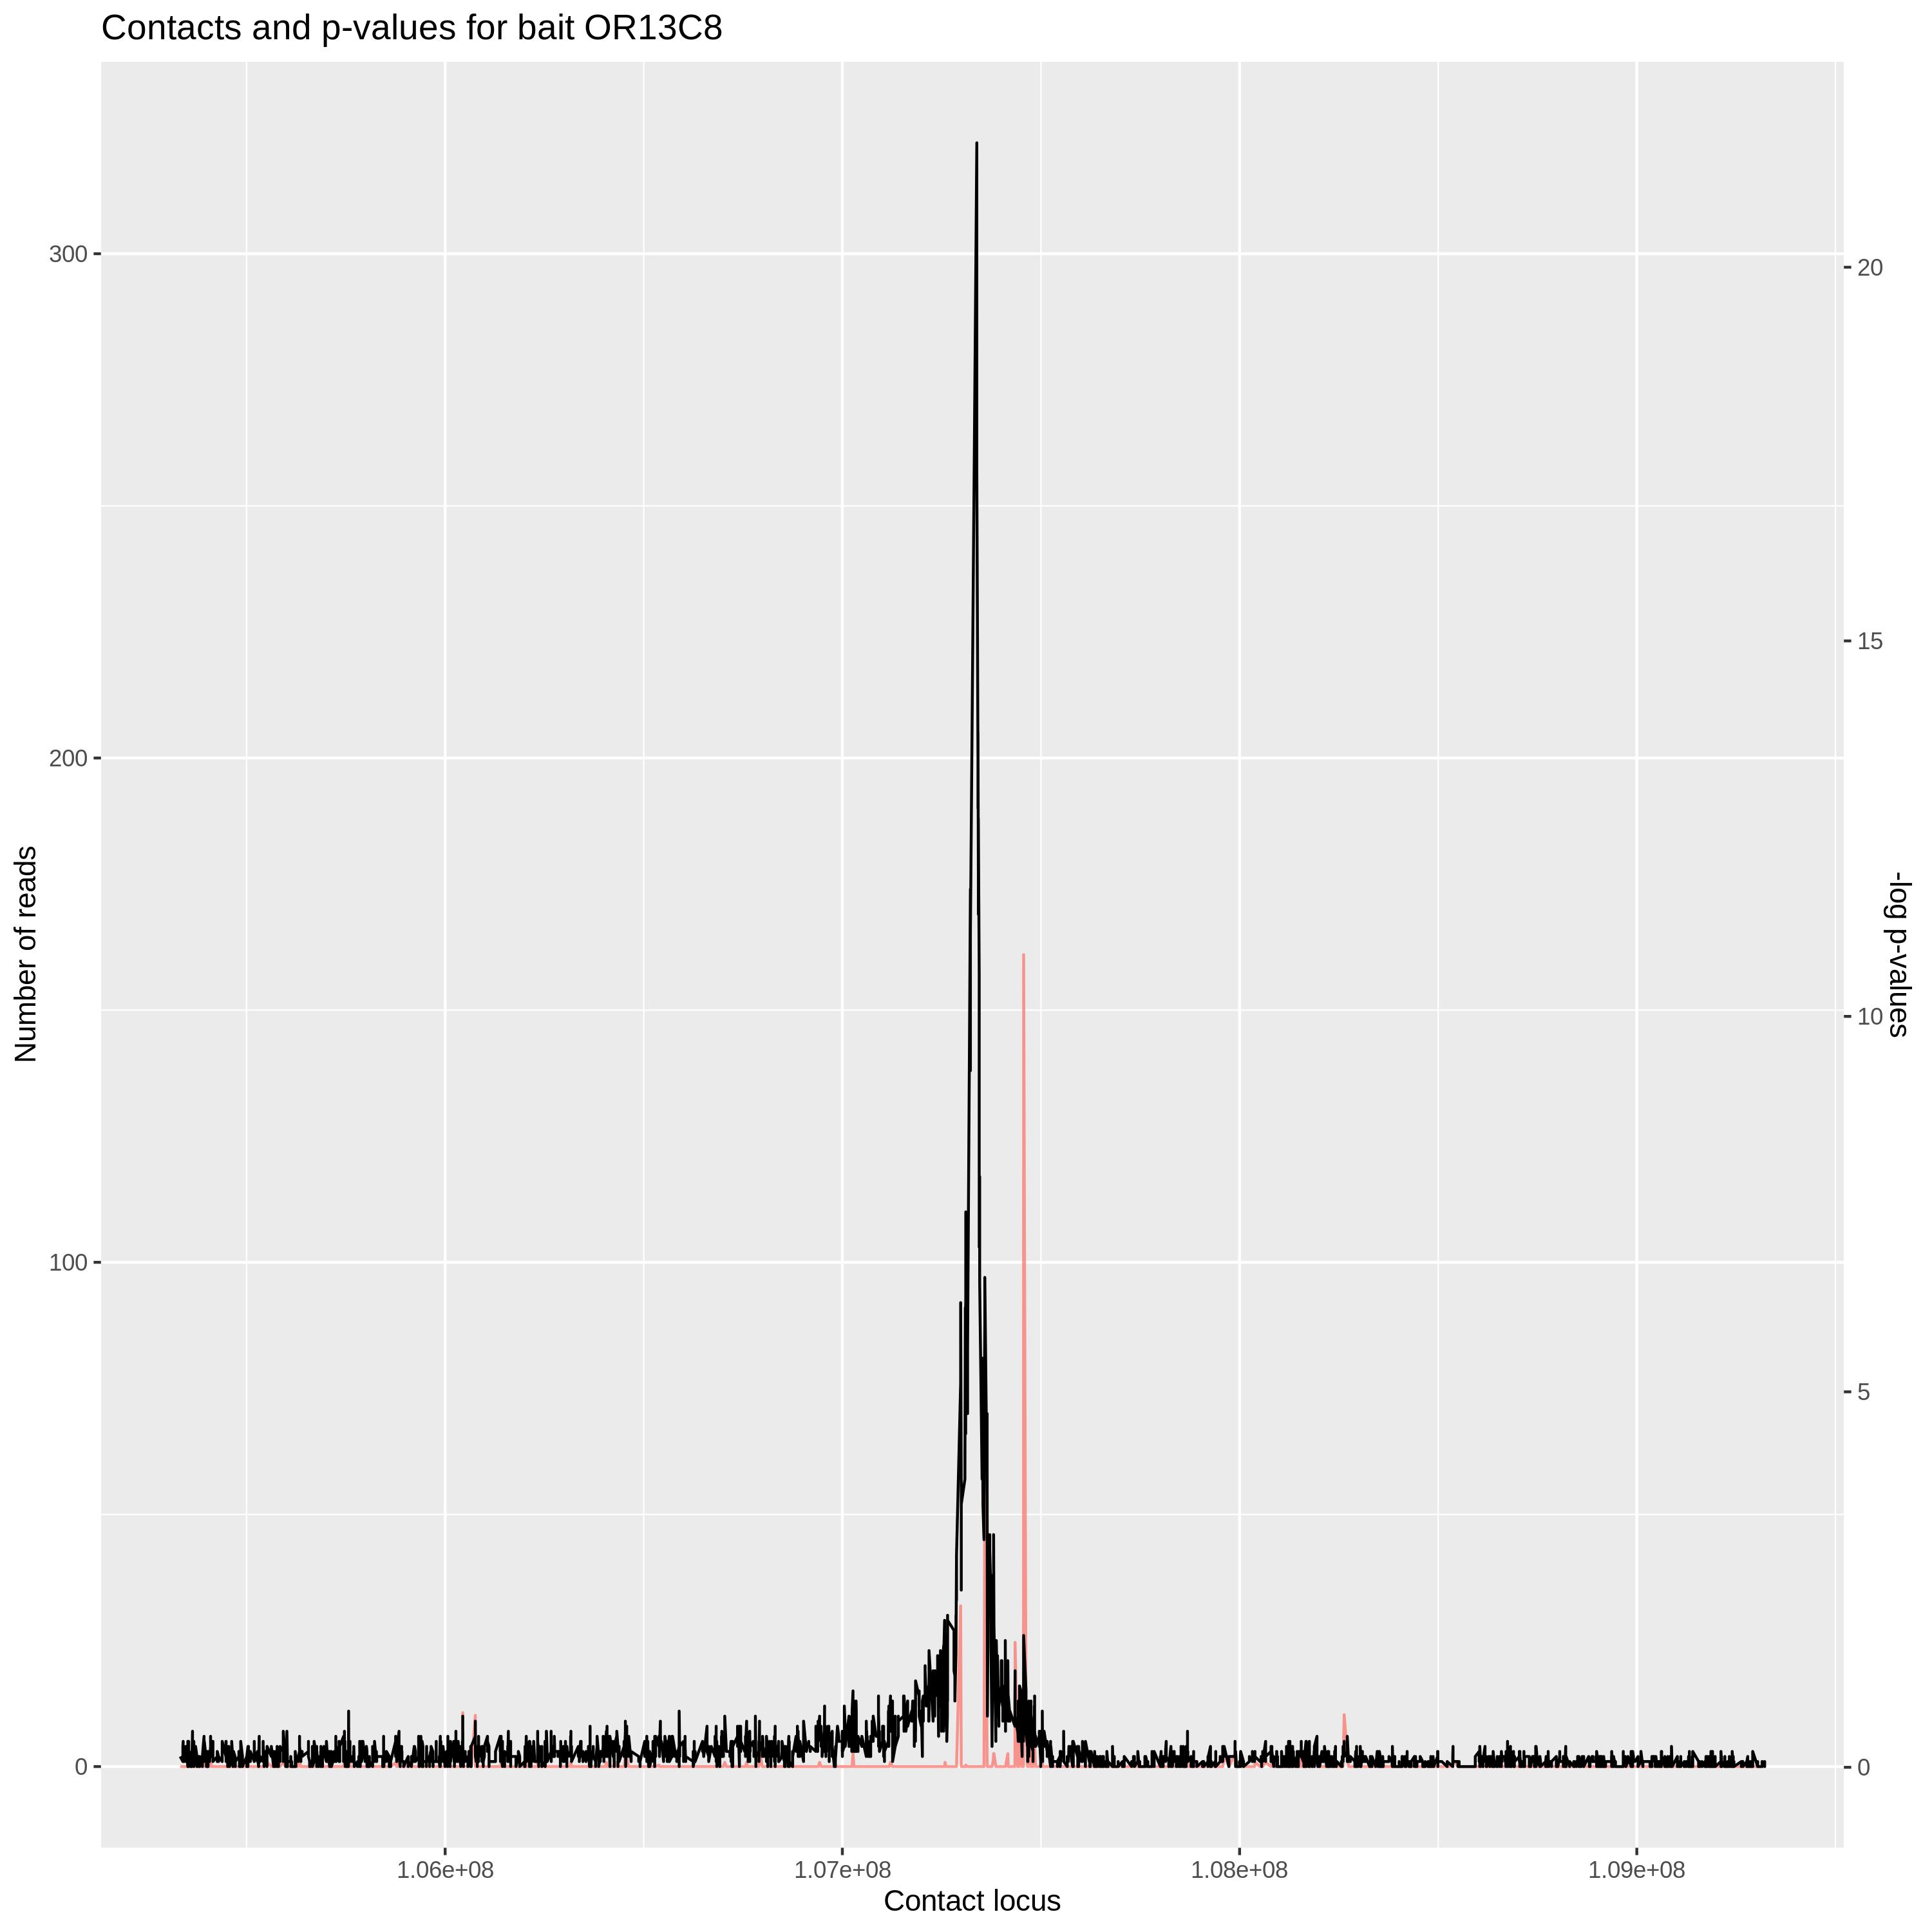 Contacts and p-values for bait OR13C8
300
200
100
0
Number of reads
20
15
10
5
0
-log p-values
1.06e+08
1.07e+08
1.08e+08
1.09e+08
Contact locus